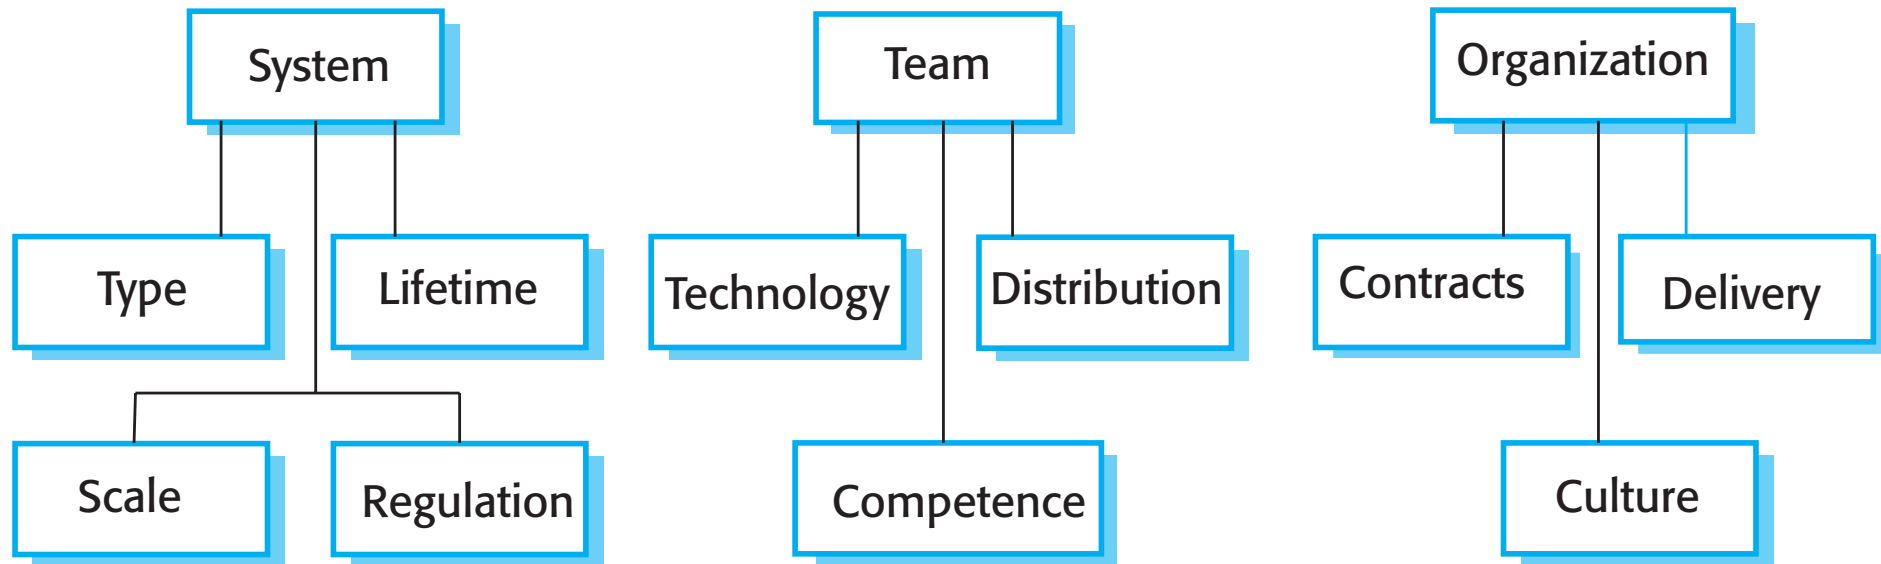 System
Team
Organization
Type
Lifetime
Technology
Distribution
Contracts
Delivery
Scale
Regulation
Competence
Culture